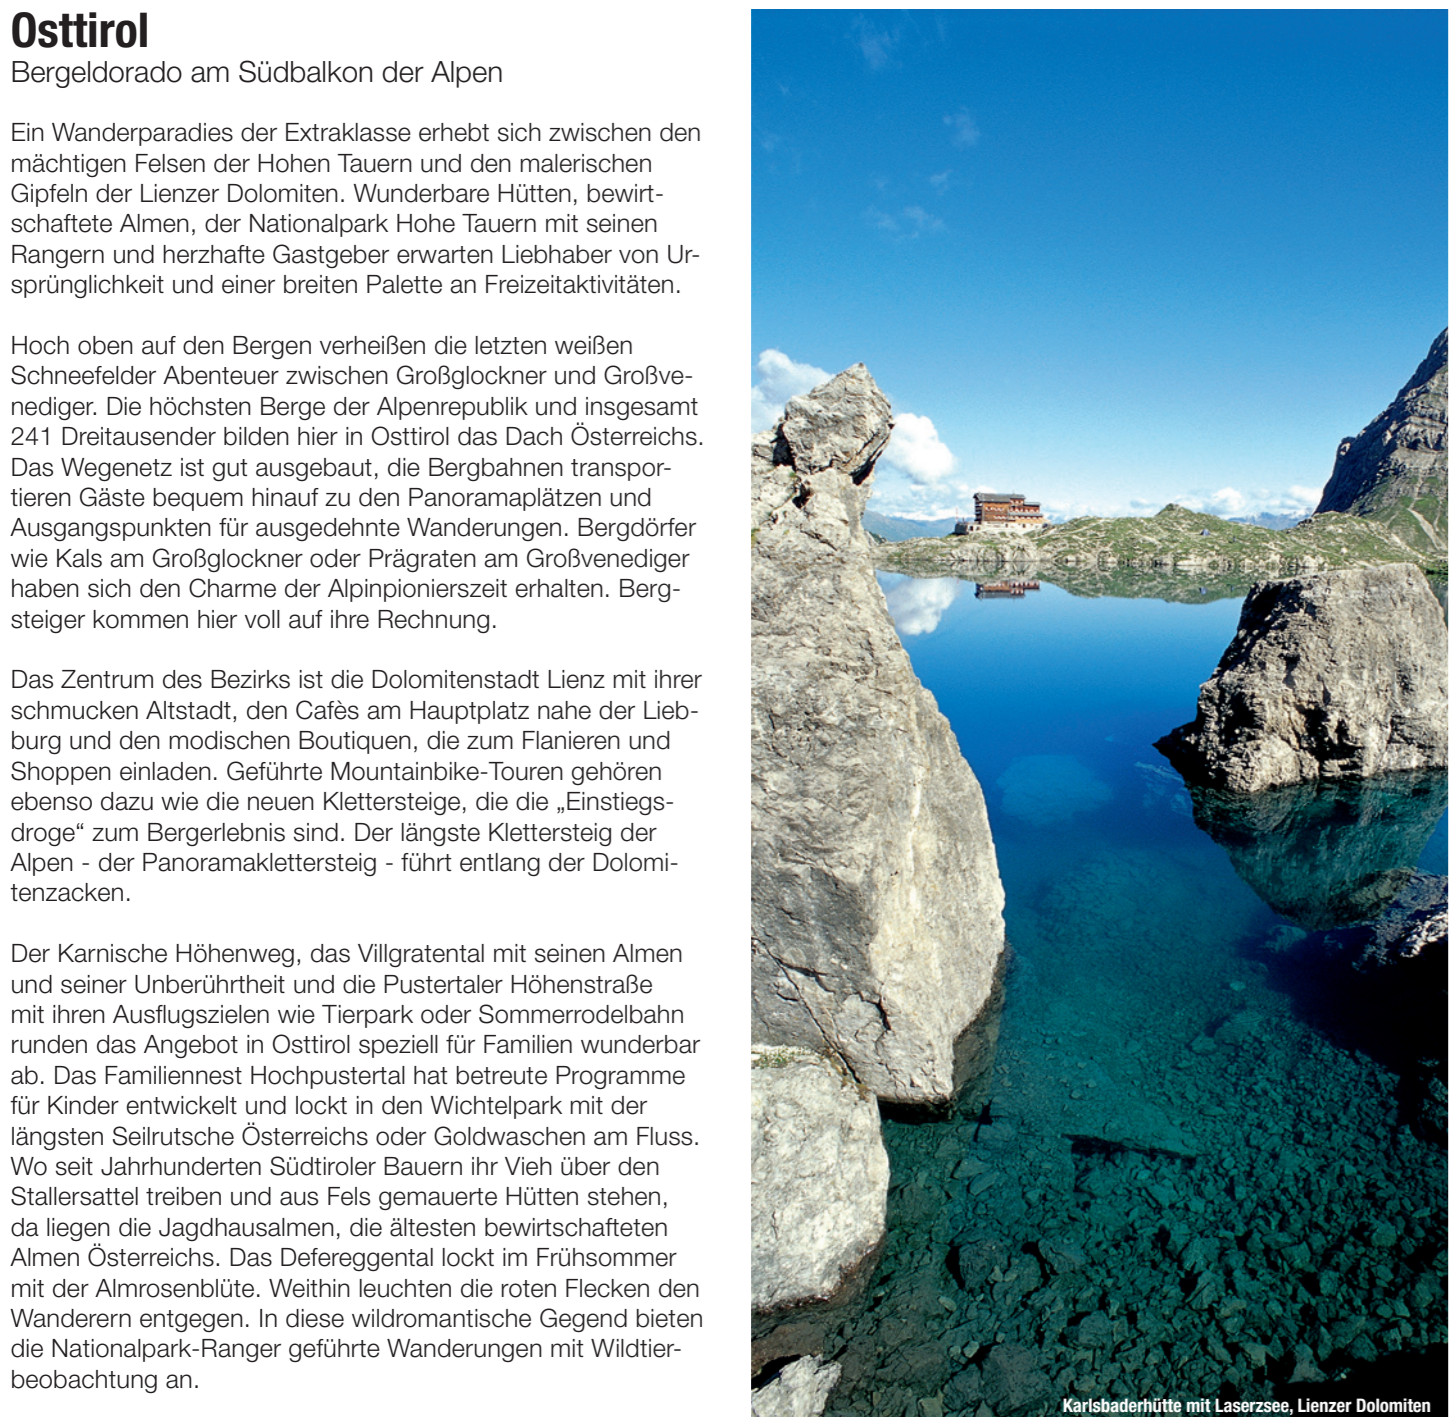 Osttirol
Bergeldorado am Südbalkon der Alpen
Ein Wanderparadies der Extraklasse erhebt sich zwischen den
mächtigen Felsen der Hohen Tauern und den malerischen
Gipfeln der Lienzer Dolomiten. Wunderbare Hütten, bewirt-
schaftete Almen, der Nationalpark Hohe Tauern mit seinen
Rangern und herzhafte Gastgeber erwarten Liebhaber von Ur-
sprünglichkeit und einer breiten Palette an Freizeitaktivitäten.
Hoch oben auf den Bergen verheißen die letzten weißen
Schneefelder Abenteuer zwischen Großglockner und Großve-
nediger. Die höchsten Berge der Alpenrepublik und insgesamt
241 Dreitausender bilden hier in Osttirol das Dach Österreichs.
Das Wegenetz ist gut ausgebaut, die Bergbahnen transpor-
tieren Gäste bequem hinauf zu den Panoramaplätzen und
Ausgangspunkten für ausgedehnte Wanderungen. Bergdörfer
wie Kals am Großglockner oder Prägraten am Großvenediger
haben sich den Charme der Alpinpionierszeit erhalten. Berg-
steiger kommen hier voll auf ihre Rechnung.
Das Zentrum des Bezirks ist die Dolomitenstadt Lienz mit ihrer
schmucken Altstadt, den Cafès am Hauptplatz nahe der Lieb-
burg und den modischen Boutiquen, die zum Flanieren und
Shoppen einladen. Geführte Mountainbike-Touren gehören
ebenso dazu wie die neuen Klettersteige, die die „Einstiegs-
droge“ zum Bergerlebnis sind. Der längste Klettersteig der
Alpen - der Panoramaklettersteig - führt entlang der Dolomi-
tenzacken.
Der Karnische Höhenweg, das Villgratental mit seinen Almen
und seiner Unberührtheit und die Pustertaler Höhenstraße
mit ihren Ausflugszielen wie Tierpark oder Sommerrodelbahn
runden das Angebot in Osttirol speziell für Familien wunderbar
ab. Das Familiennest Hochpustertal hat betreute Programme
für Kinder entwickelt und lockt in den Wichtelpark mit der
längsten Seilrutsche Österreichs oder Goldwaschen am Fluss.
Wo seit Jahrhunderten Südtiroler Bauern ihr Vieh über den
Stallersattel treiben und aus Fels gemauerte Hütten stehen,
da liegen die Jagdhausalmen, die ältesten bewirtschafteten
Almen Österreichs. Das Defereggental lockt im Frühsommer
mit der Almrosenblüte. Weithin leuchten die roten Flecken den
Wanderern entgegen. In diese wildromantische Gegend bieten
die Nationalpark-Ranger geführte Wanderungen mit Wildtier-
beobachtung an.
Karlsbaderhütte mit Laserzsee, Lienzer Dolomiten